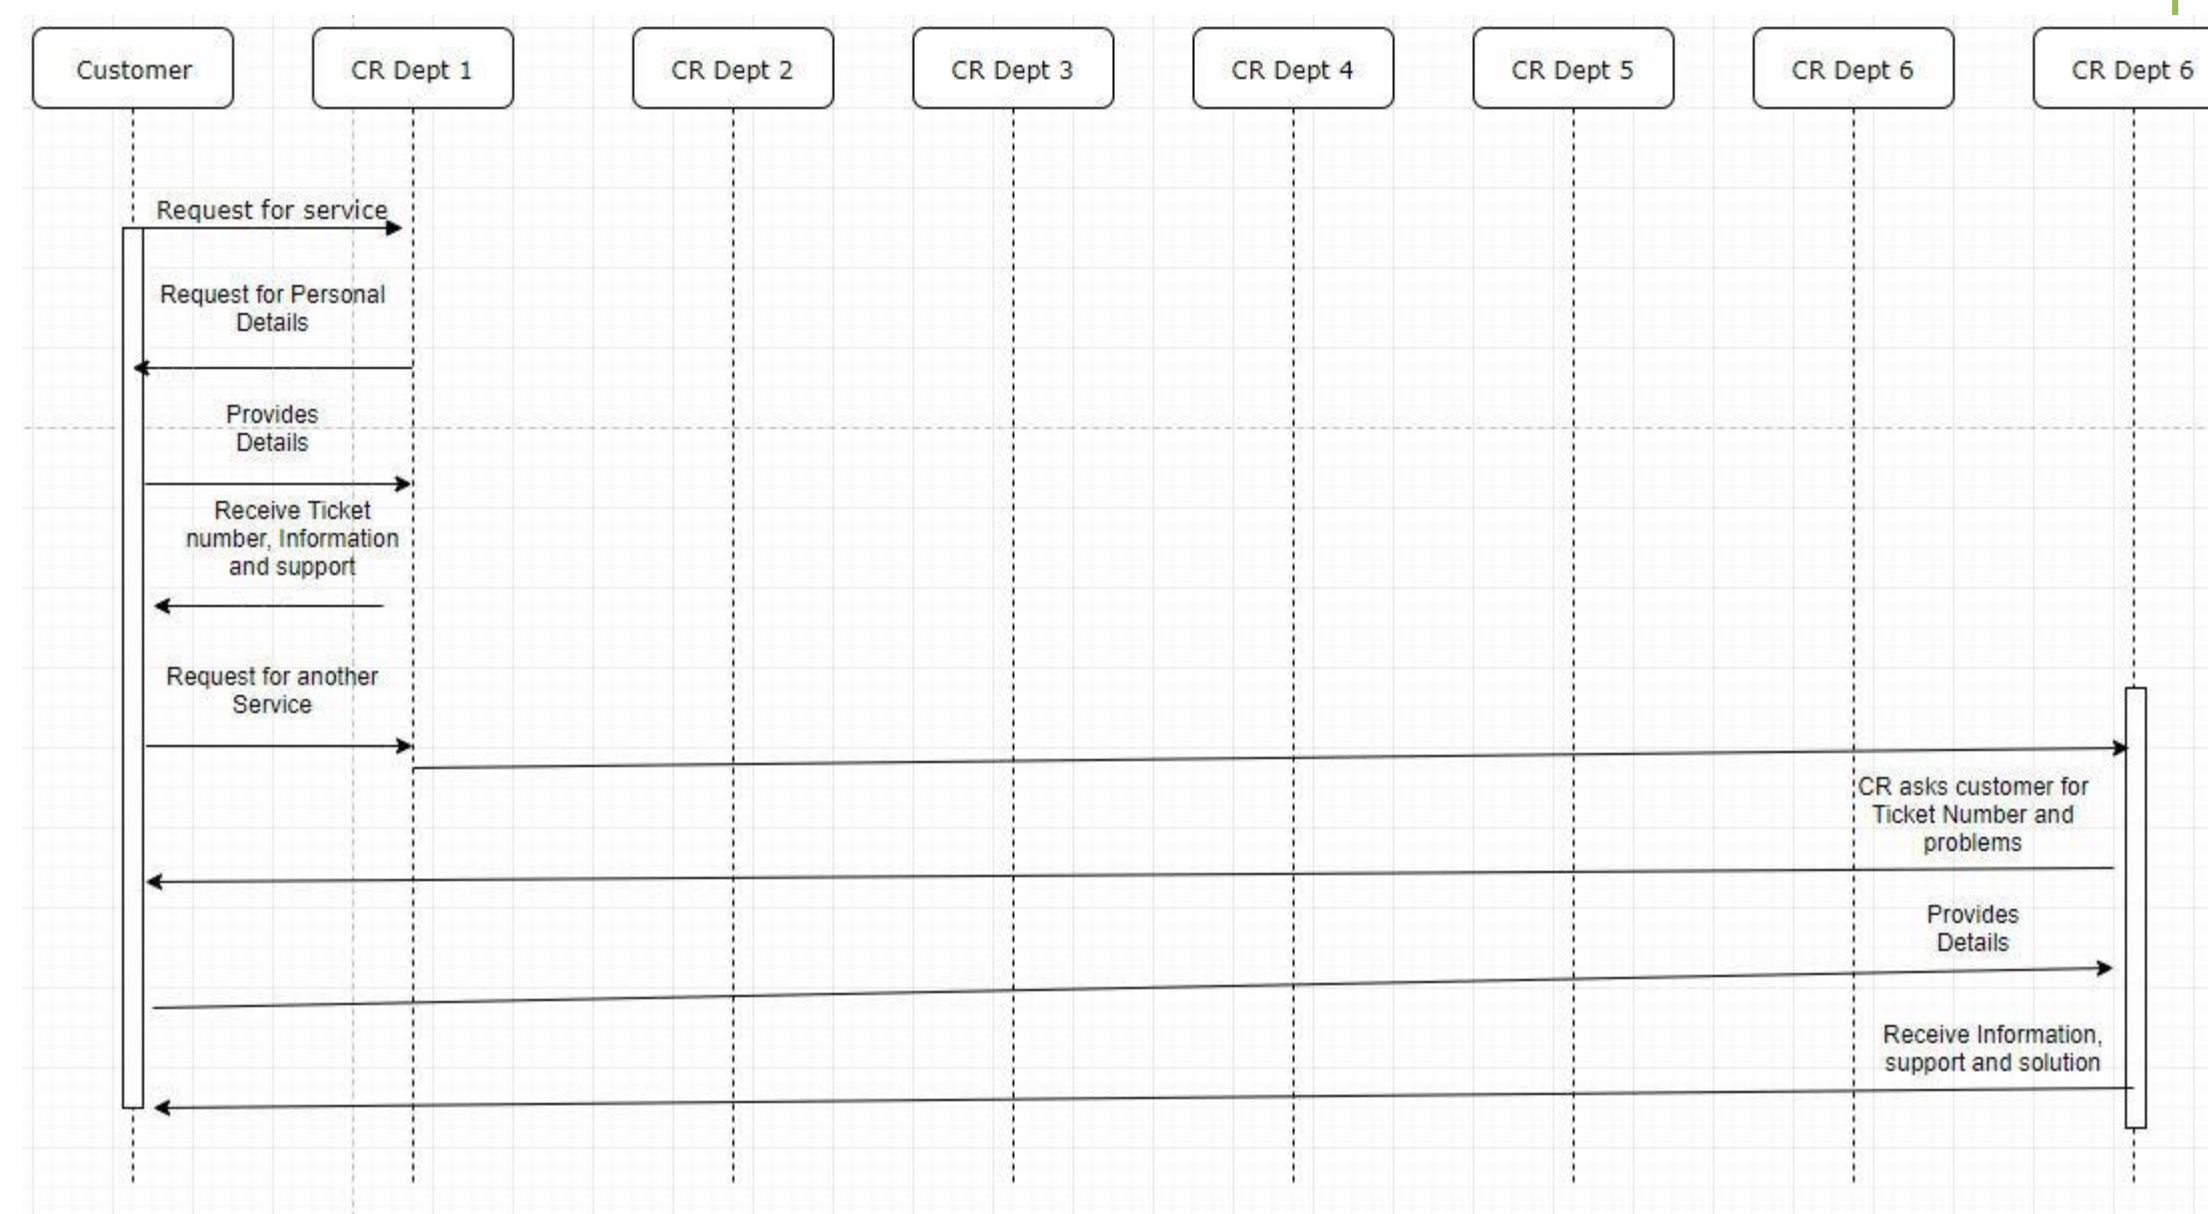 Customer
CR Dept 1
CR Dept 2
CR Dept 3
CR Dept 4
CR Dept 5
CR Dept 6
CR Dept 6
Request for service
Request for Personal
Details
Provides
Details
Receive Ticket
number, Information
and support
Request for another
Service
CR asks customer for
Ticket Number and
problems
Provides
Details
Receive Information,
support and solution